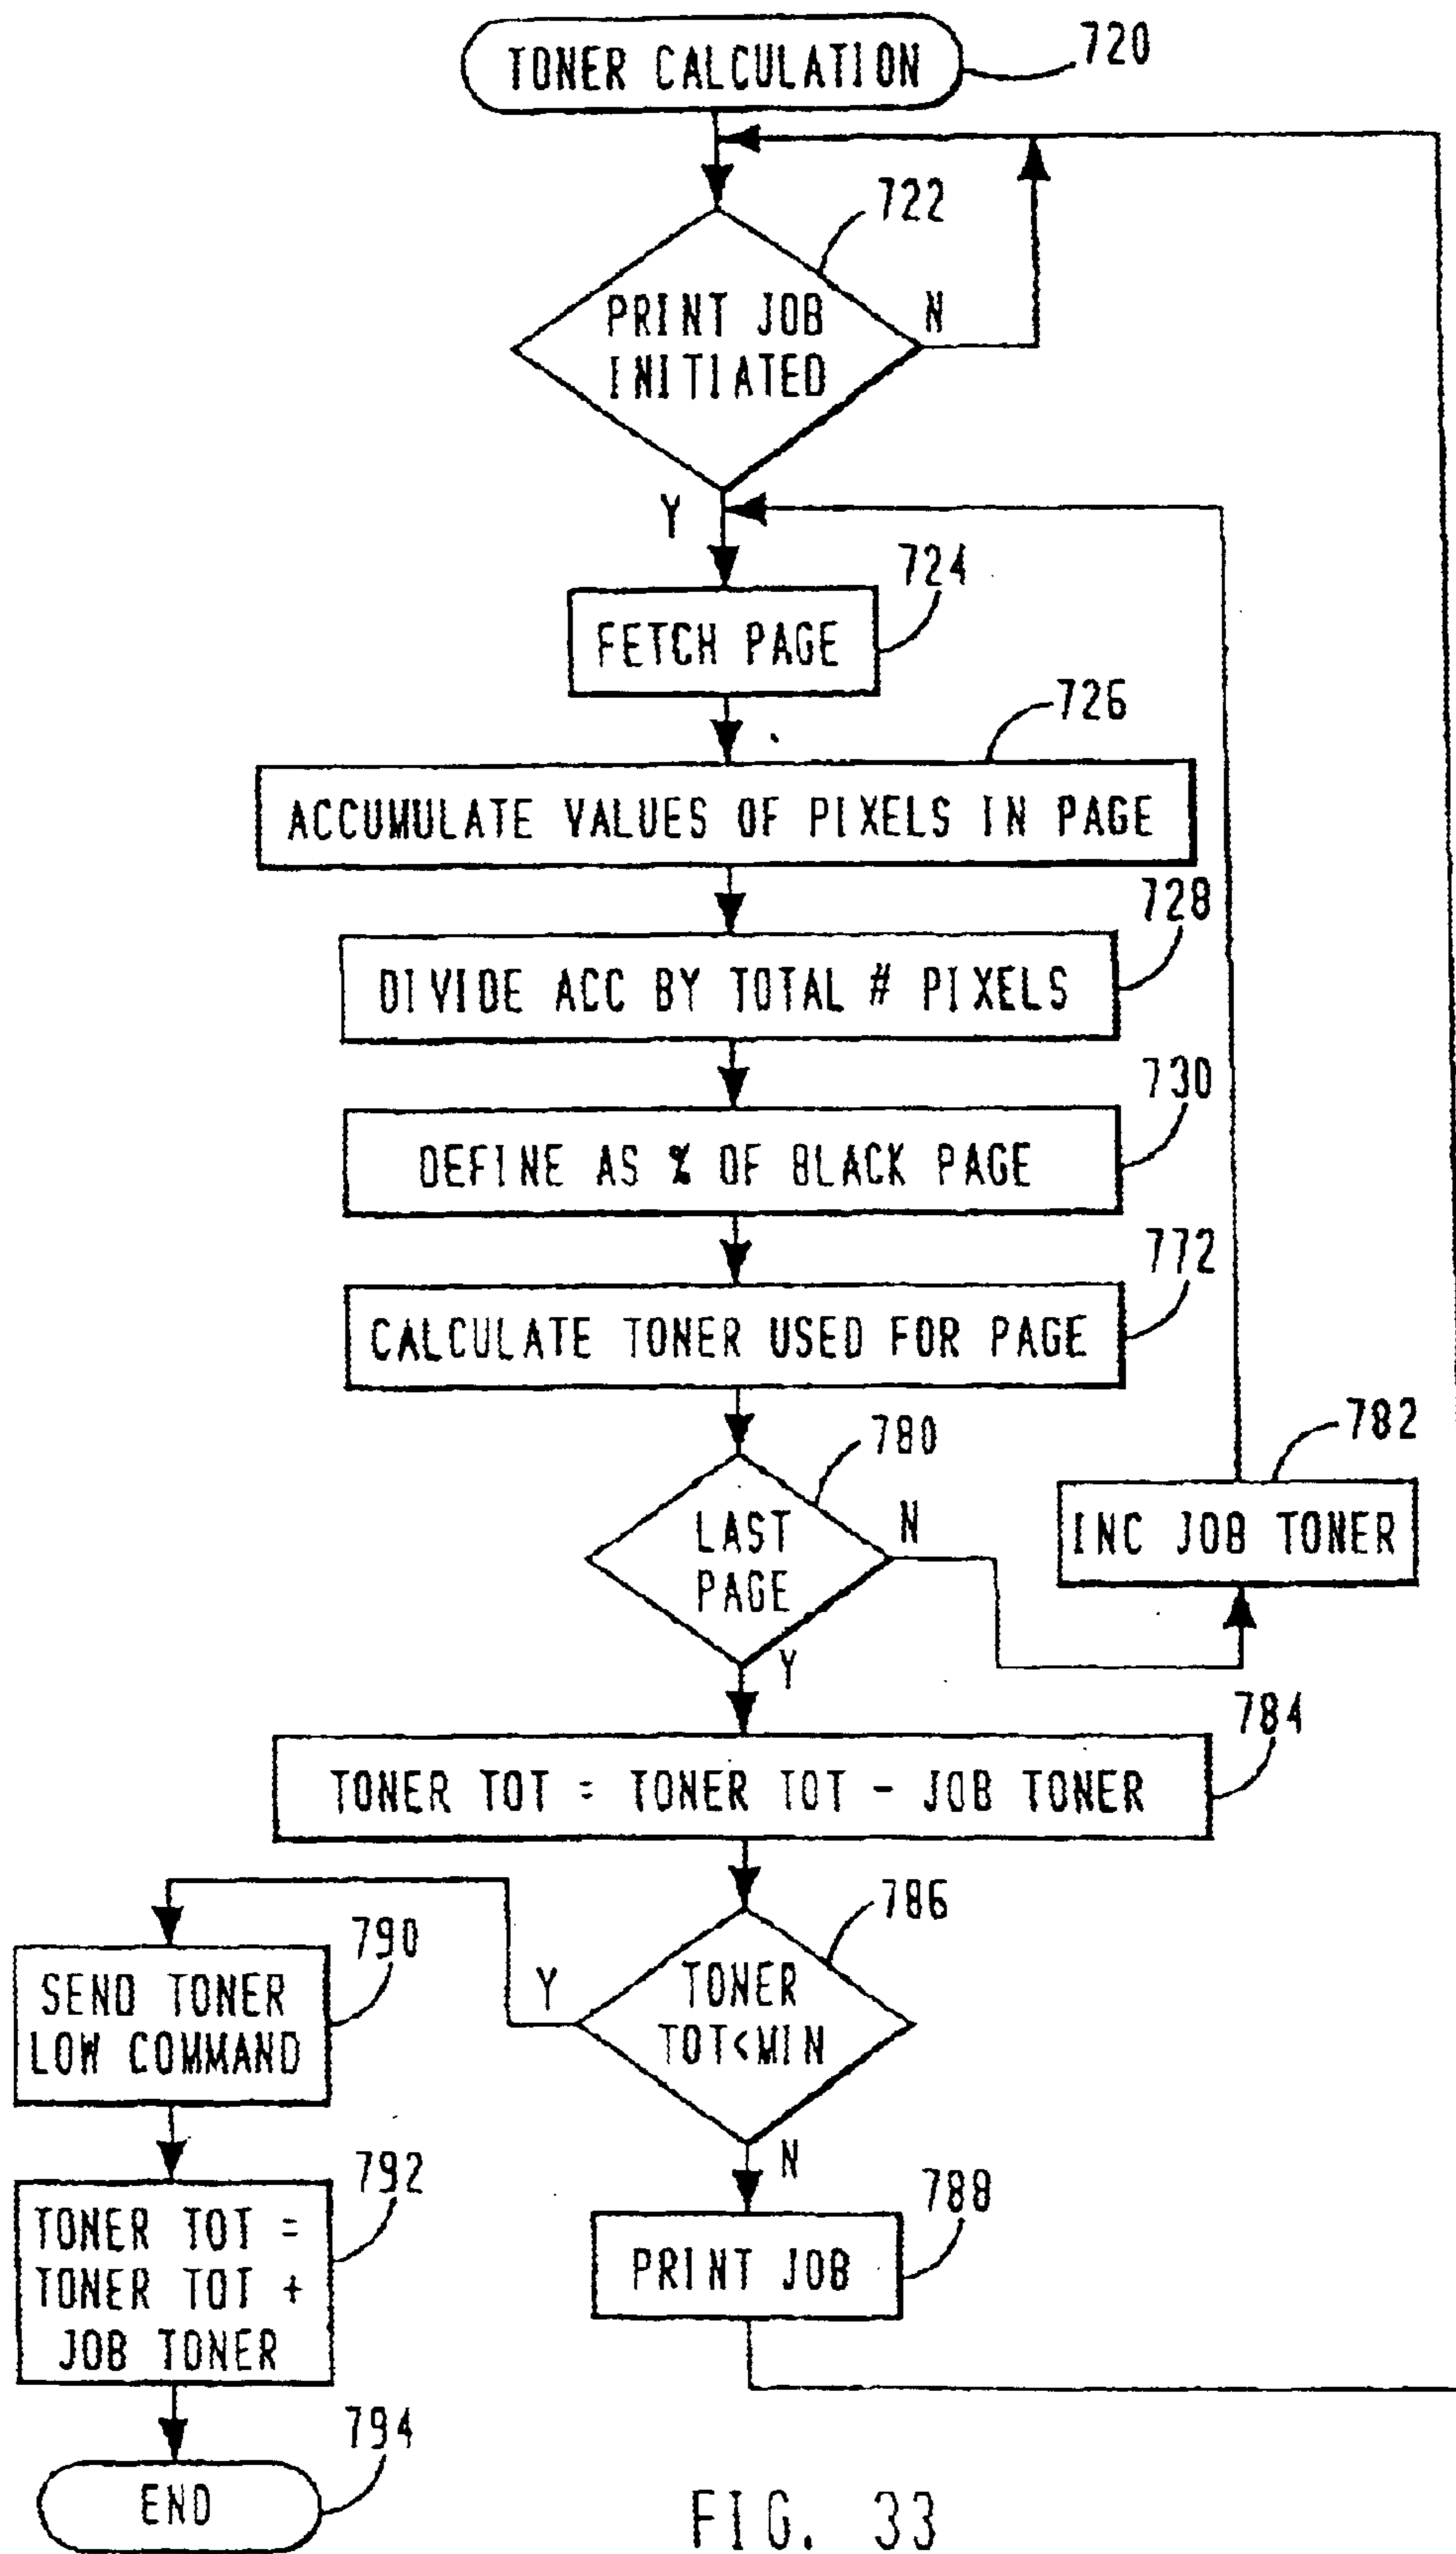 TONER CALCULATION
720
722
PRINT JOB
INITIATED
N
Y
724
FETCH PAGE
726
ACCUMULATE VALUES OF PIXELS IN PAGE
728
DIVIDE ACC BY TOTAL # PIXELS
730
DEFINE AS % OF BLACK PAGE
772
CALCULATE TONER USED FOR PAGE
780
LAST
PAGE
N
782
INC JOB TONER
Y
784
TONER TOT = TONER TOT - JOB TONER
786
TONER
TOT<MIN
Y
790
SEND TONER
LOW COMMAND
N
792
TONER TOT =
TONER TOT +
JOB TONER
788
PRINT JOB
794
END
FIG. 33